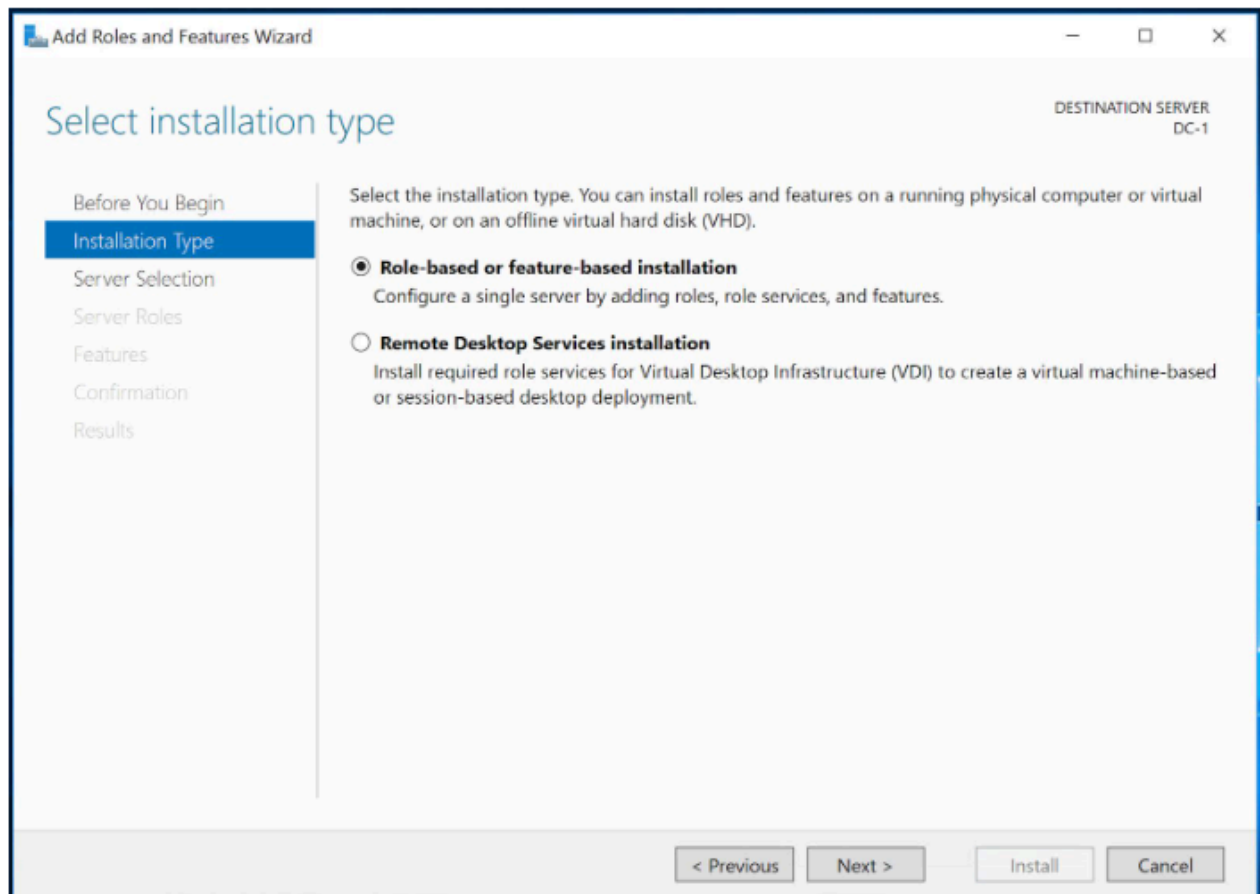 Add Roles and Features Wizard
Select installation type
DESTINATION SERVER
DC-1
Before You Begin
Installation Type
Server Selection
Server Roles
Features
Confirmation
Results
Select the installation type. You can install roles and features on a running physical computer or virtual
machine, or on an offline virtual hard disk (VHD).
Role-based or feature-based installation
Configure a single server by adding roles, role services, and features.
Remote Desktop Services installation
Install required role services for Virtual Desktop Infrastructure (VDI) to create a virtual machine-based
or session-based desktop deployment.
< Previous Next > Install Cancel